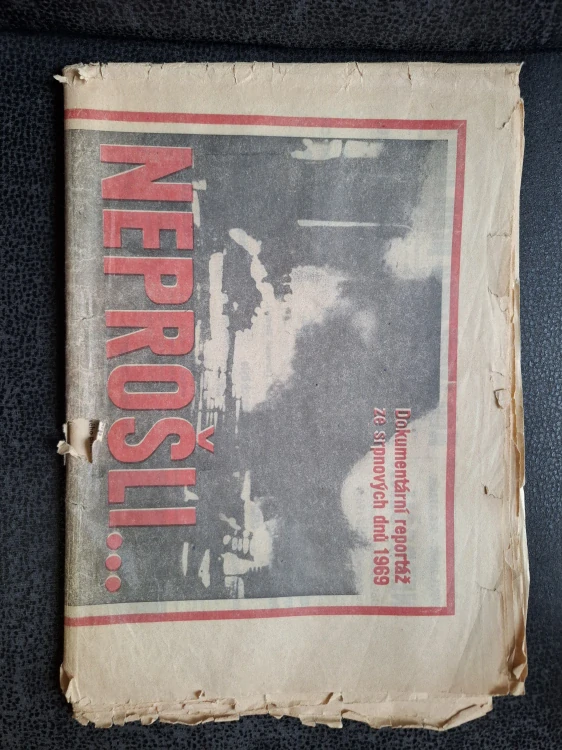 Dokumentární reportáž
ze srpnových dnů 1969
NEPROŠLI...